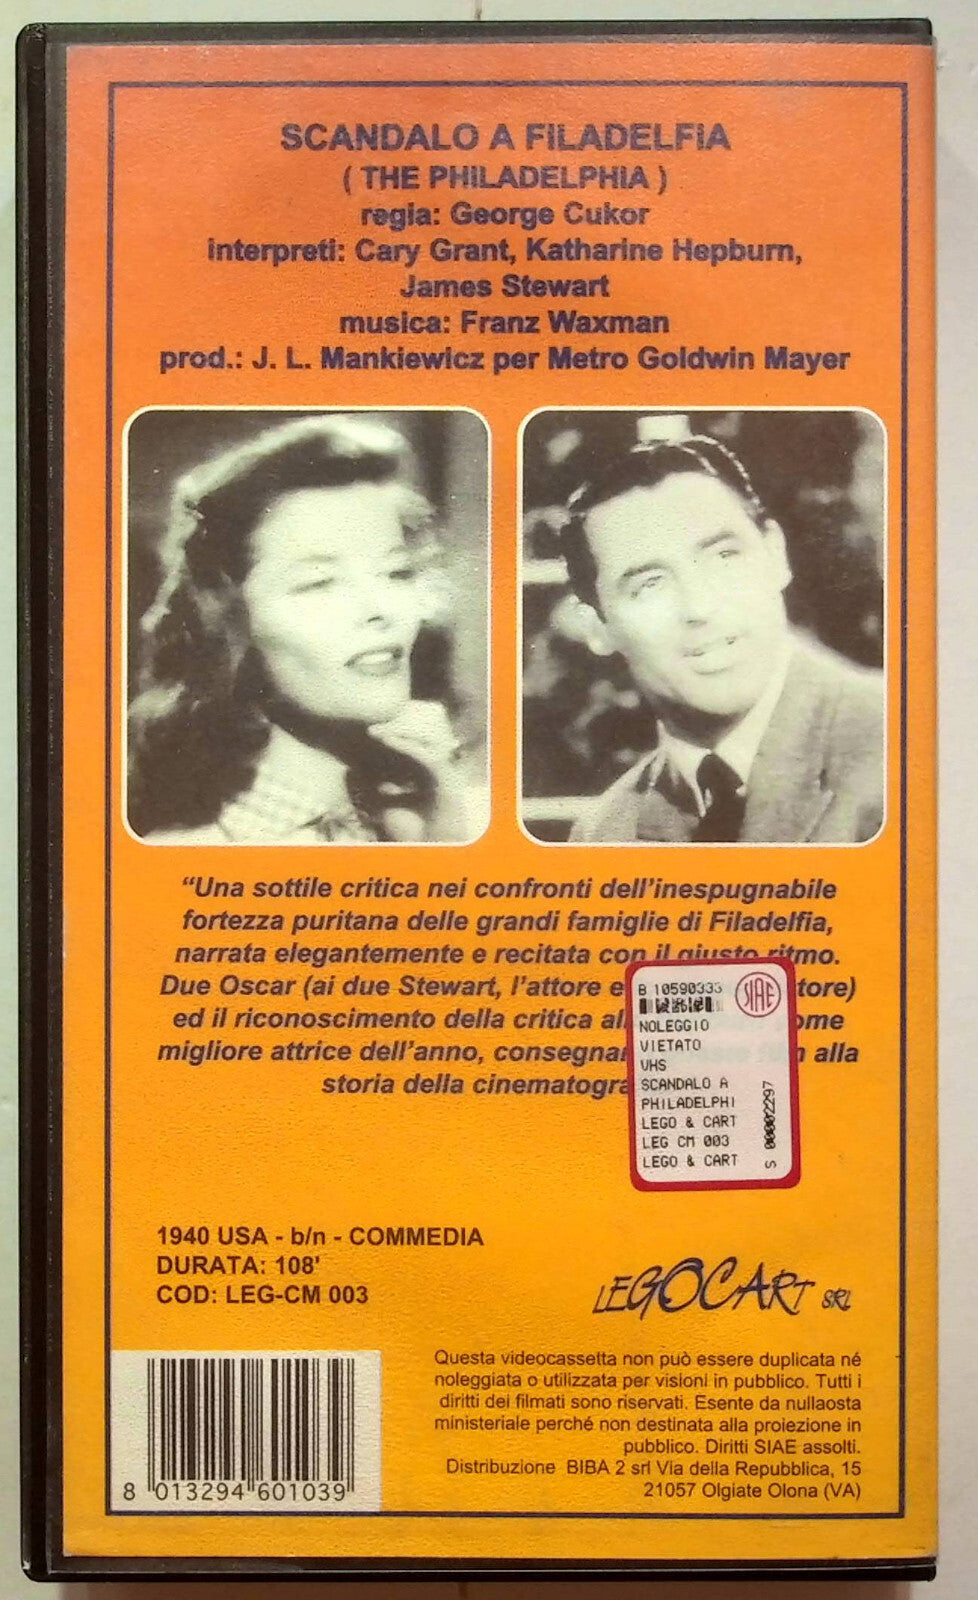 SCANDALO A FILADELFIA
( THE PHILADELPHIA )
regia: George Cukor
interpreti: Cary Grant, Katharine Hepburn,
James Stewart
musica: Franz Waxman
prod.: J. L. Mankiewicz per Metro Goldwin Mayer
“Una sottile critica nei confronti dell'inespugnabile
fortezza puritana delle grandi famiglie di Filadelfia,
narrata elegantemente e recitata con il giusto ritmo.
Due Oscar (ai due Stewart, l'attore e tore)
ed il riconoscimento della critica al ome
migliore attrice dell'anno, consegnan film alla
storia della cinematogra
B 10590333
SIAE
NOLEGGIO
VIETATO
VHS
SCANDALO A
PHILADELPHI
LEGO & CART
LEG CM 003
LEGO & CART
S 00002297
1940 USA - b/n - COMMEDIA
DURATA: 108'
COD: LEG-CM 003
LEGOCART SRL
Questa videocassetta non può essere duplicata né
noleggiata o utilizzata per visioni in pubblico. Tutti i
diritti dei filmati sono riservati. Esente da nullaosta
ministeriale perché non destinata alla proiezione in
pubblico. Diritti SIAE assolti.
Distribuzione BIBA 2 srl Via della Repubblica, 15
21057 Olgiate Olona (VA)
8 013294 601039